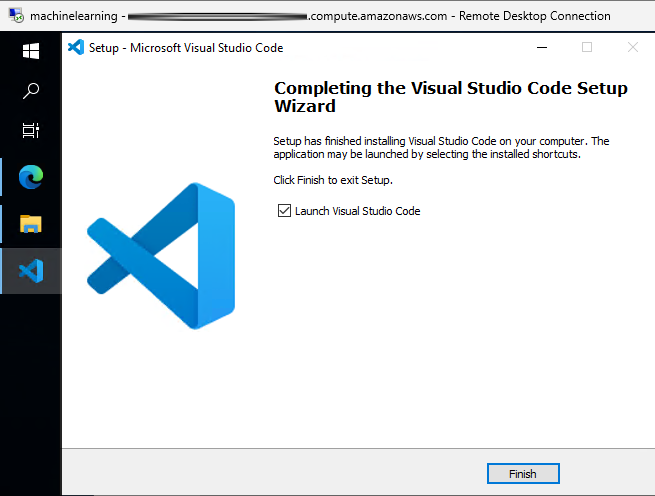 machinelearning - .compute.amazonaws.com - Remote Desktop Connection
Setup - Microsoft Visual Studio Code
Completing the Visual Studio Code Setup
Wizard
Setup has finished installing Visual Studio Code on your computer. The
application may be launched by selecting the installed shortcuts.
Click Finish to exit Setup.
Launch Visual Studio Code
Finish